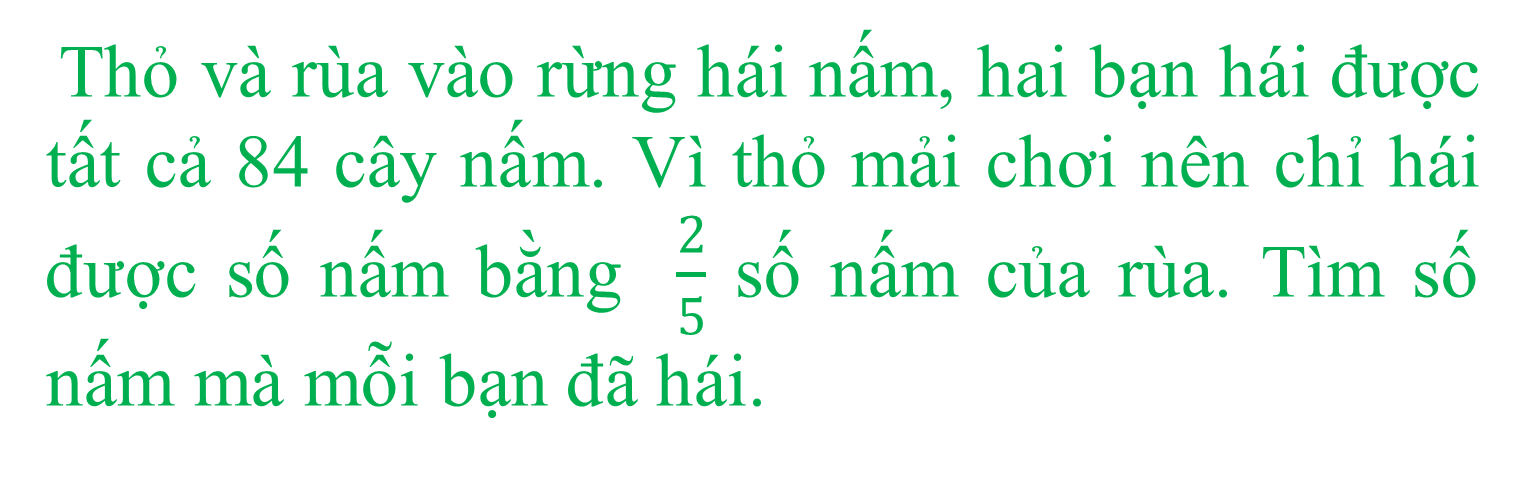 Thỏ và rùa vào rừng hái nấm, hai bạn hái được
tất cả 84 cây nấm. Vì thỏ mải chơi nên chỉ hái
được số nấm bằng 2/5 số nấm của rùa. Tìm số
nấm mà mỗi bạn đã hái.